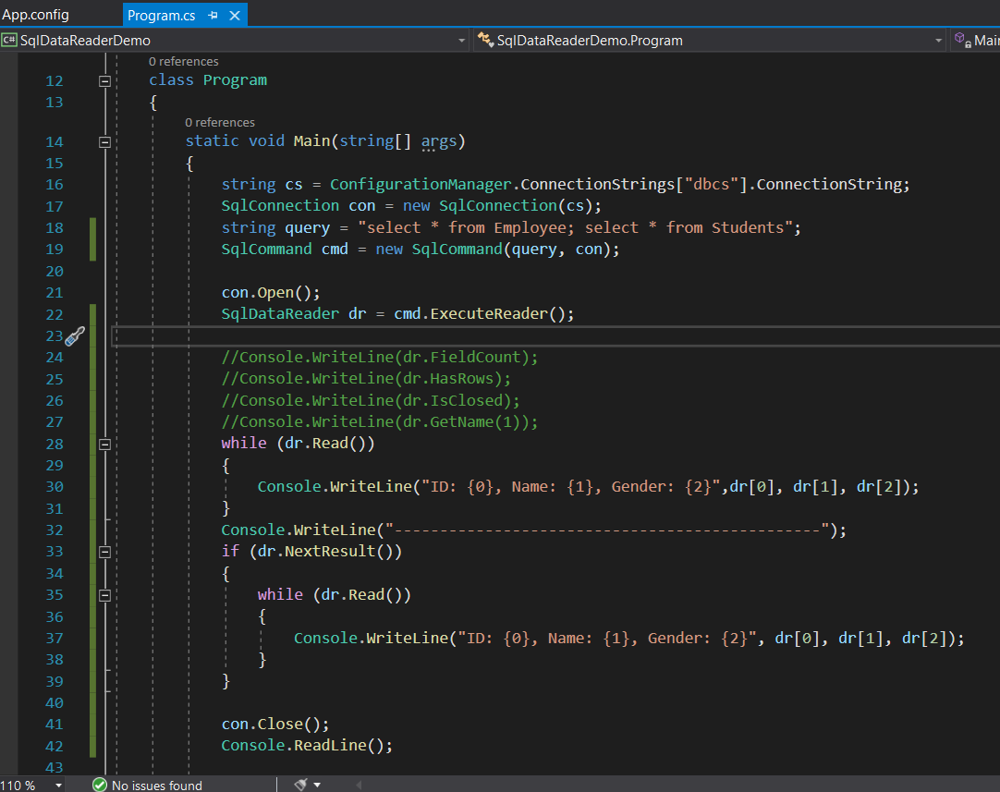 App.config Program.cs
C# SqlDataReaderDemo SqlDataReaderDemo.Program Main
0 references
12 class Program
13 {
0 references
14 static void Main(string[] args)
15 {
16 string cs = ConfigurationManager.ConnectionStrings["dbcs"].ConnectionString;
17 SqlConnection con = new SqlConnection(cs);
18 string query = "select * from Employee; select * from Students";
19 SqlCommand cmd = new SqlCommand(query, con);
20
21 con.Open();
22 SqlDataReader dr = cmd.ExecuteReader();
23
24 //Console.WriteLine(dr.FieldCount);
25 //Console.WriteLine(dr.HasRows);
26 //Console.WriteLine(dr.IsClosed);
27 //Console.WriteLine(dr.GetName(1));
28 while (dr.Read())
29 {
30 Console.WriteLine("ID: {0}, Name: {1}, Gender: {2}",dr[0], dr[1], dr[2]);
31 }
32 Console.WriteLine("-----------------------------------------------");
33 if (dr.NextResult())
34 {
35 while (dr.Read())
36 {
37 Console.WriteLine("ID: {0}, Name: {1}, Gender: {2}", dr[0], dr[1], dr[2]);
38 }
39 }
40
41 con.Close();
42 Console.ReadLine();
43
110 % No issues found